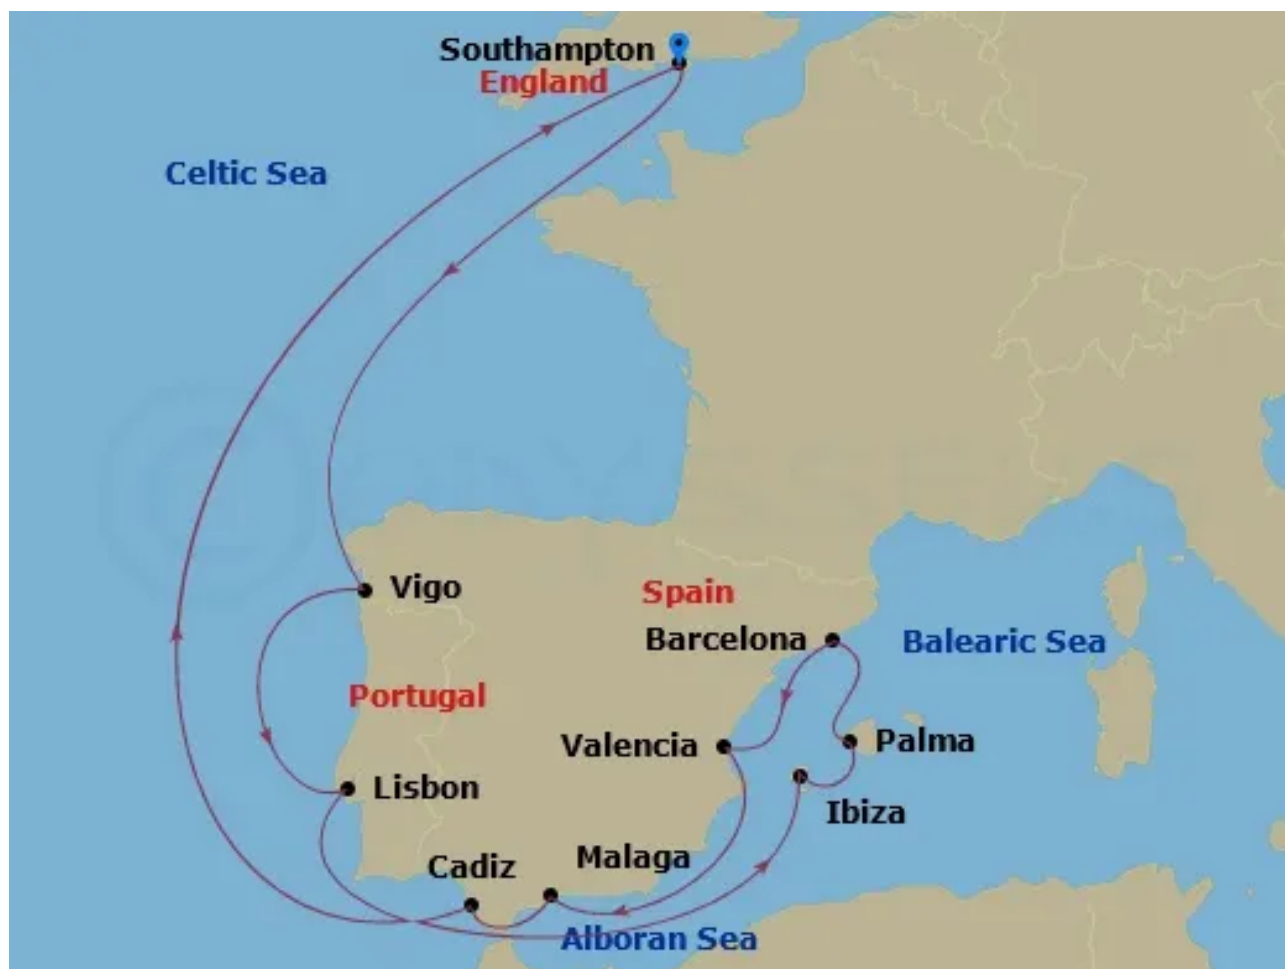 Southampton
England
Celtic Sea
Vigo
Spain
Barcelona
Balearic Sea
Portugal
Valencia
Palma
Lisbon
Ibiza
Cadiz
Malaga
Alboran Sea